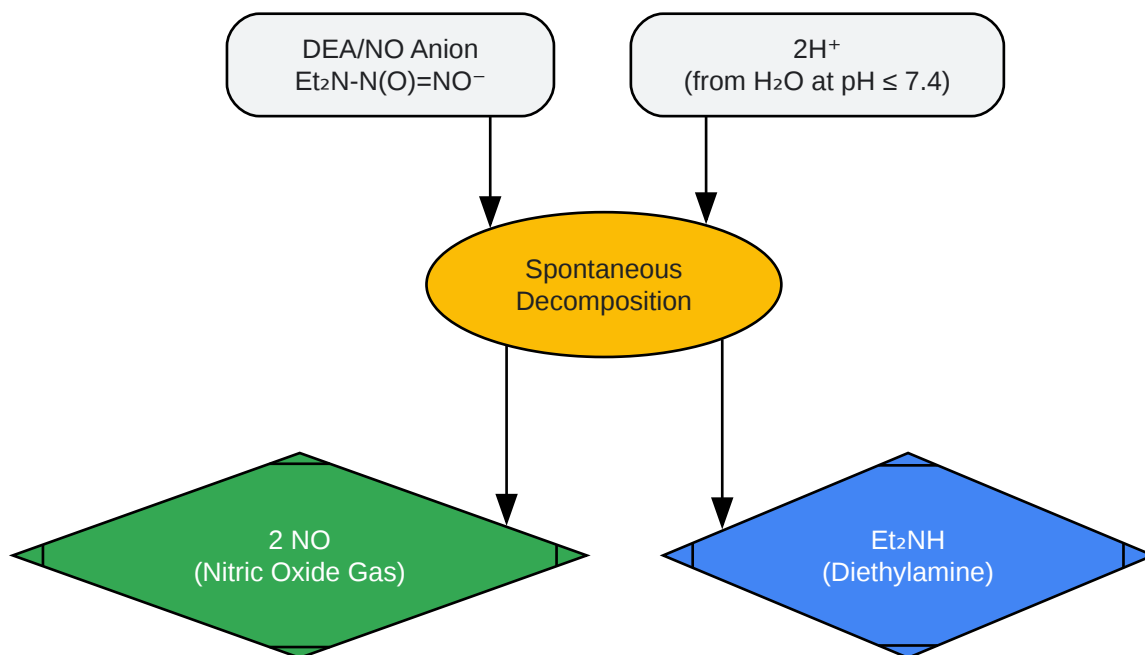 DEA/NO Anion
Et₂N-N(O)=NO⁻
2H⁺
(from H₂O at pH ≤ 7.4)
Spontaneous
Decomposition
2 NO
(Nitric Oxide Gas)
Et₂NH
(Diethylamine)